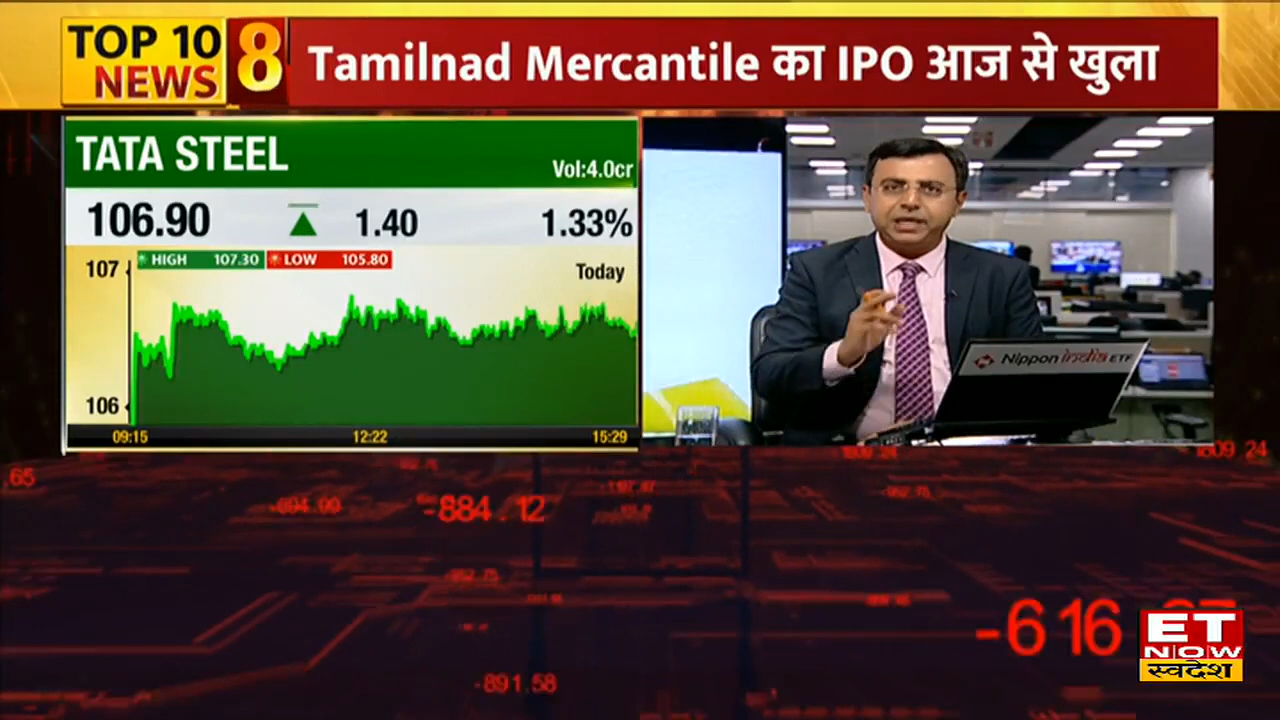 TOP 10
NEWS
8
Tamilnad Mercantile का IPO आज से खुला
TATA STEEL
Vol:4.0cr
106.90
1.40
1.33%
HIGH 107.30
LOW 105.80
Today
107
106
09:15
12:22
15:29
Nippon india ETF
65
-884.12
-616
-891.58
ET
NOW
स्वदेश